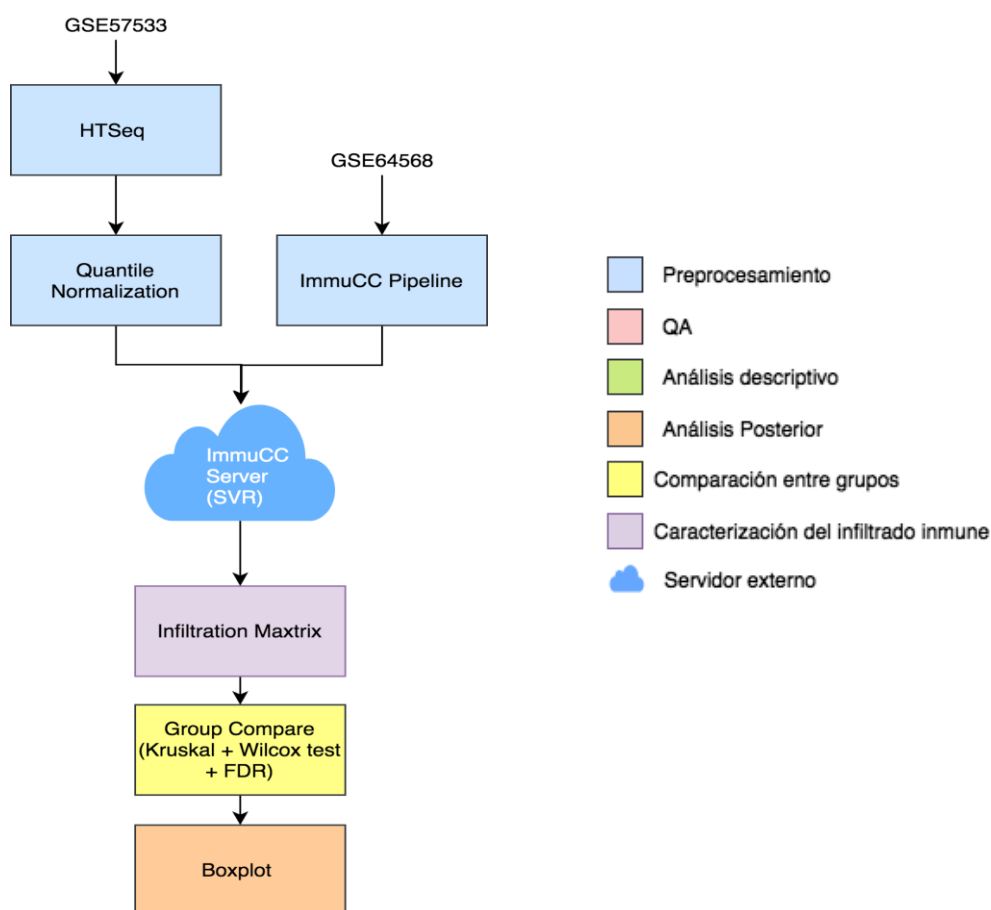 GSE57533
HTSeq
GSE64568
Quantile
Normalization
ImmuCC Pipeline
ImmuCC
Server
(SVR)
Infiltration Maxtrix
Group Compare
(Kruskal + Wilcox test
+ FDR)
Boxplot
Preprocesamiento
QA
Análisis descriptivo
Análisis Posterior
Comparación entre grupos
Caracterización del infiltrado inmune
Servidor externo